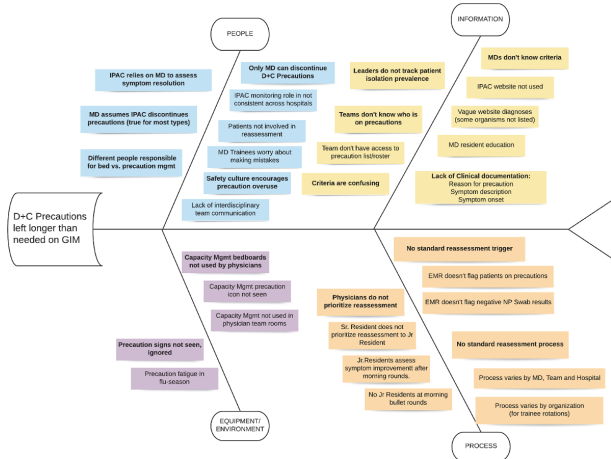 PEOPLE
IPAC relies on MD to assess
symptom resolution
MD assumes IPAC discontinues
precautions (true for most types)
Different people responsible
for bed vs. precaution mgmt
Only MD can discontinue
D+C Precautions
IPAC monitoring role in not
consistent across hospitals
Patients not involved in
reassessment
MD Trainees worry about
making mistakes
Safety culture encourages
precaution overuse
Lack of interdisciplinary
team communication
INFORMATION
Leaders do not track patient
isolation prevalence
Teams don't know who is
on precautions
Team don't have access to
precaution list/roster
Criteria are confusing
MDs don't know criteria
IPAC website not used
Vague website diagnoses
(some organisms not listed)
MD resident education
Lack of Clinical documentation:
Reason for precaution
Symptom description
Symptom onset
D+C Precautions
left longer than
needed on GIM
Capacity Mgmt bedboards
not used by physicians
Capacity Mgmt precaution
icon not seen
Capacity Mgmt not used in
physician team rooms
Precaution signs not seen,
ignored
Precaution fatigue in
flu-season
EQUIPMENT/
ENVIRONMENT
No standard reassessment trigger
EMR doesn't flag patients on precautions
EMR doesn't flag negative NP Swab results
Physicians do not
prioritize reassessment
Sr. Resident does not
prioritize reassessment to Jr
Resident
Jr.Residents assess
symptom improvement after
morning rounds.
No Jr Residents at morning
bullet rounds
No standard reasessment process
Process varies by MD, Team and Hospital
Process varies by organization
(for trainee rotations)
PROCESS